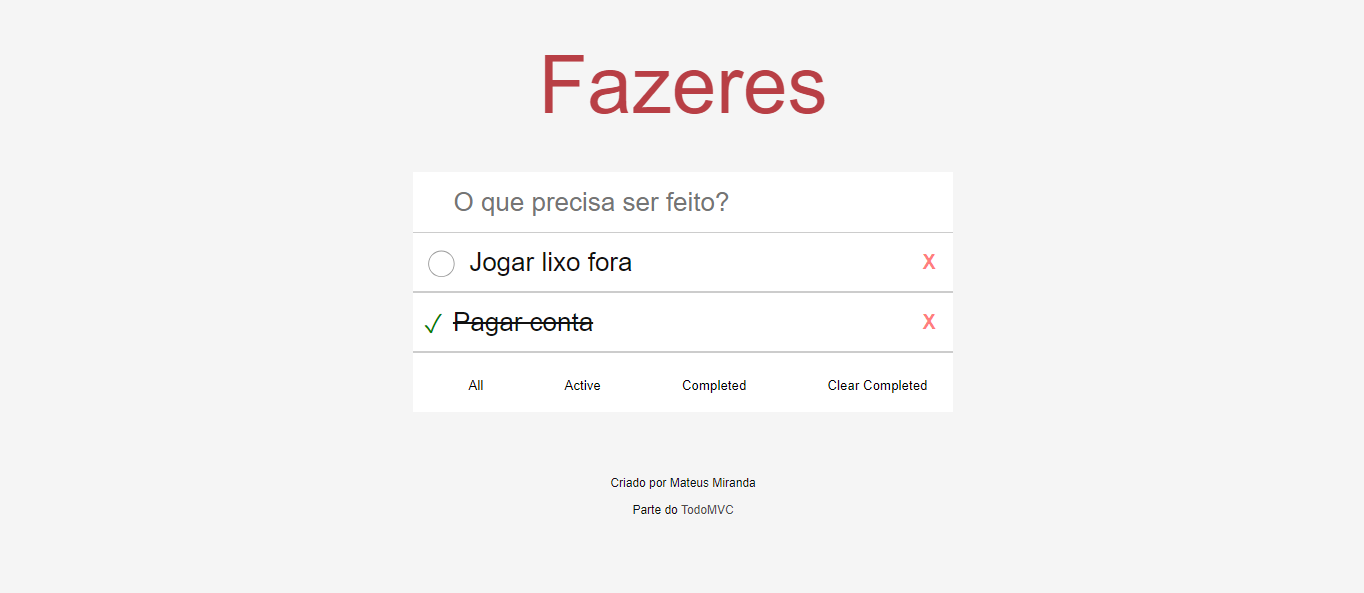 Fazeres
O que precisa ser feito?
Jogar lixo fora X
Pagar conta X
All Active Completed Clear Completed
Criado por Mateus Miranda
Parte do TodoMVC